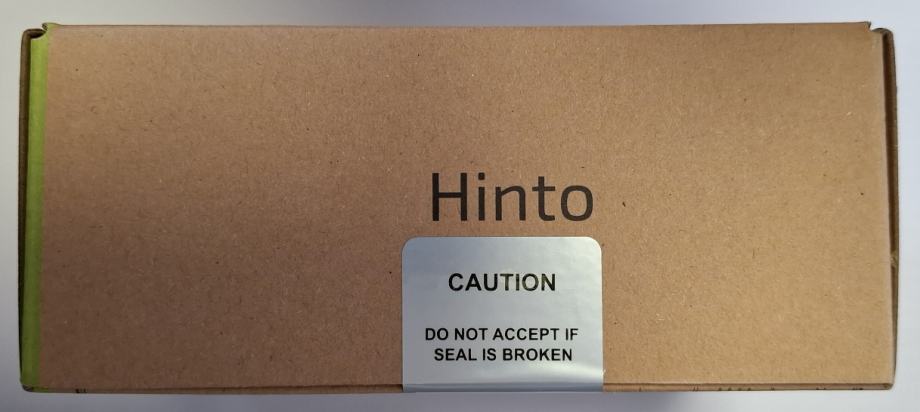 Hinto
CAUTION
DO NOT ACCEPT IF
SEAL IS BROKEN